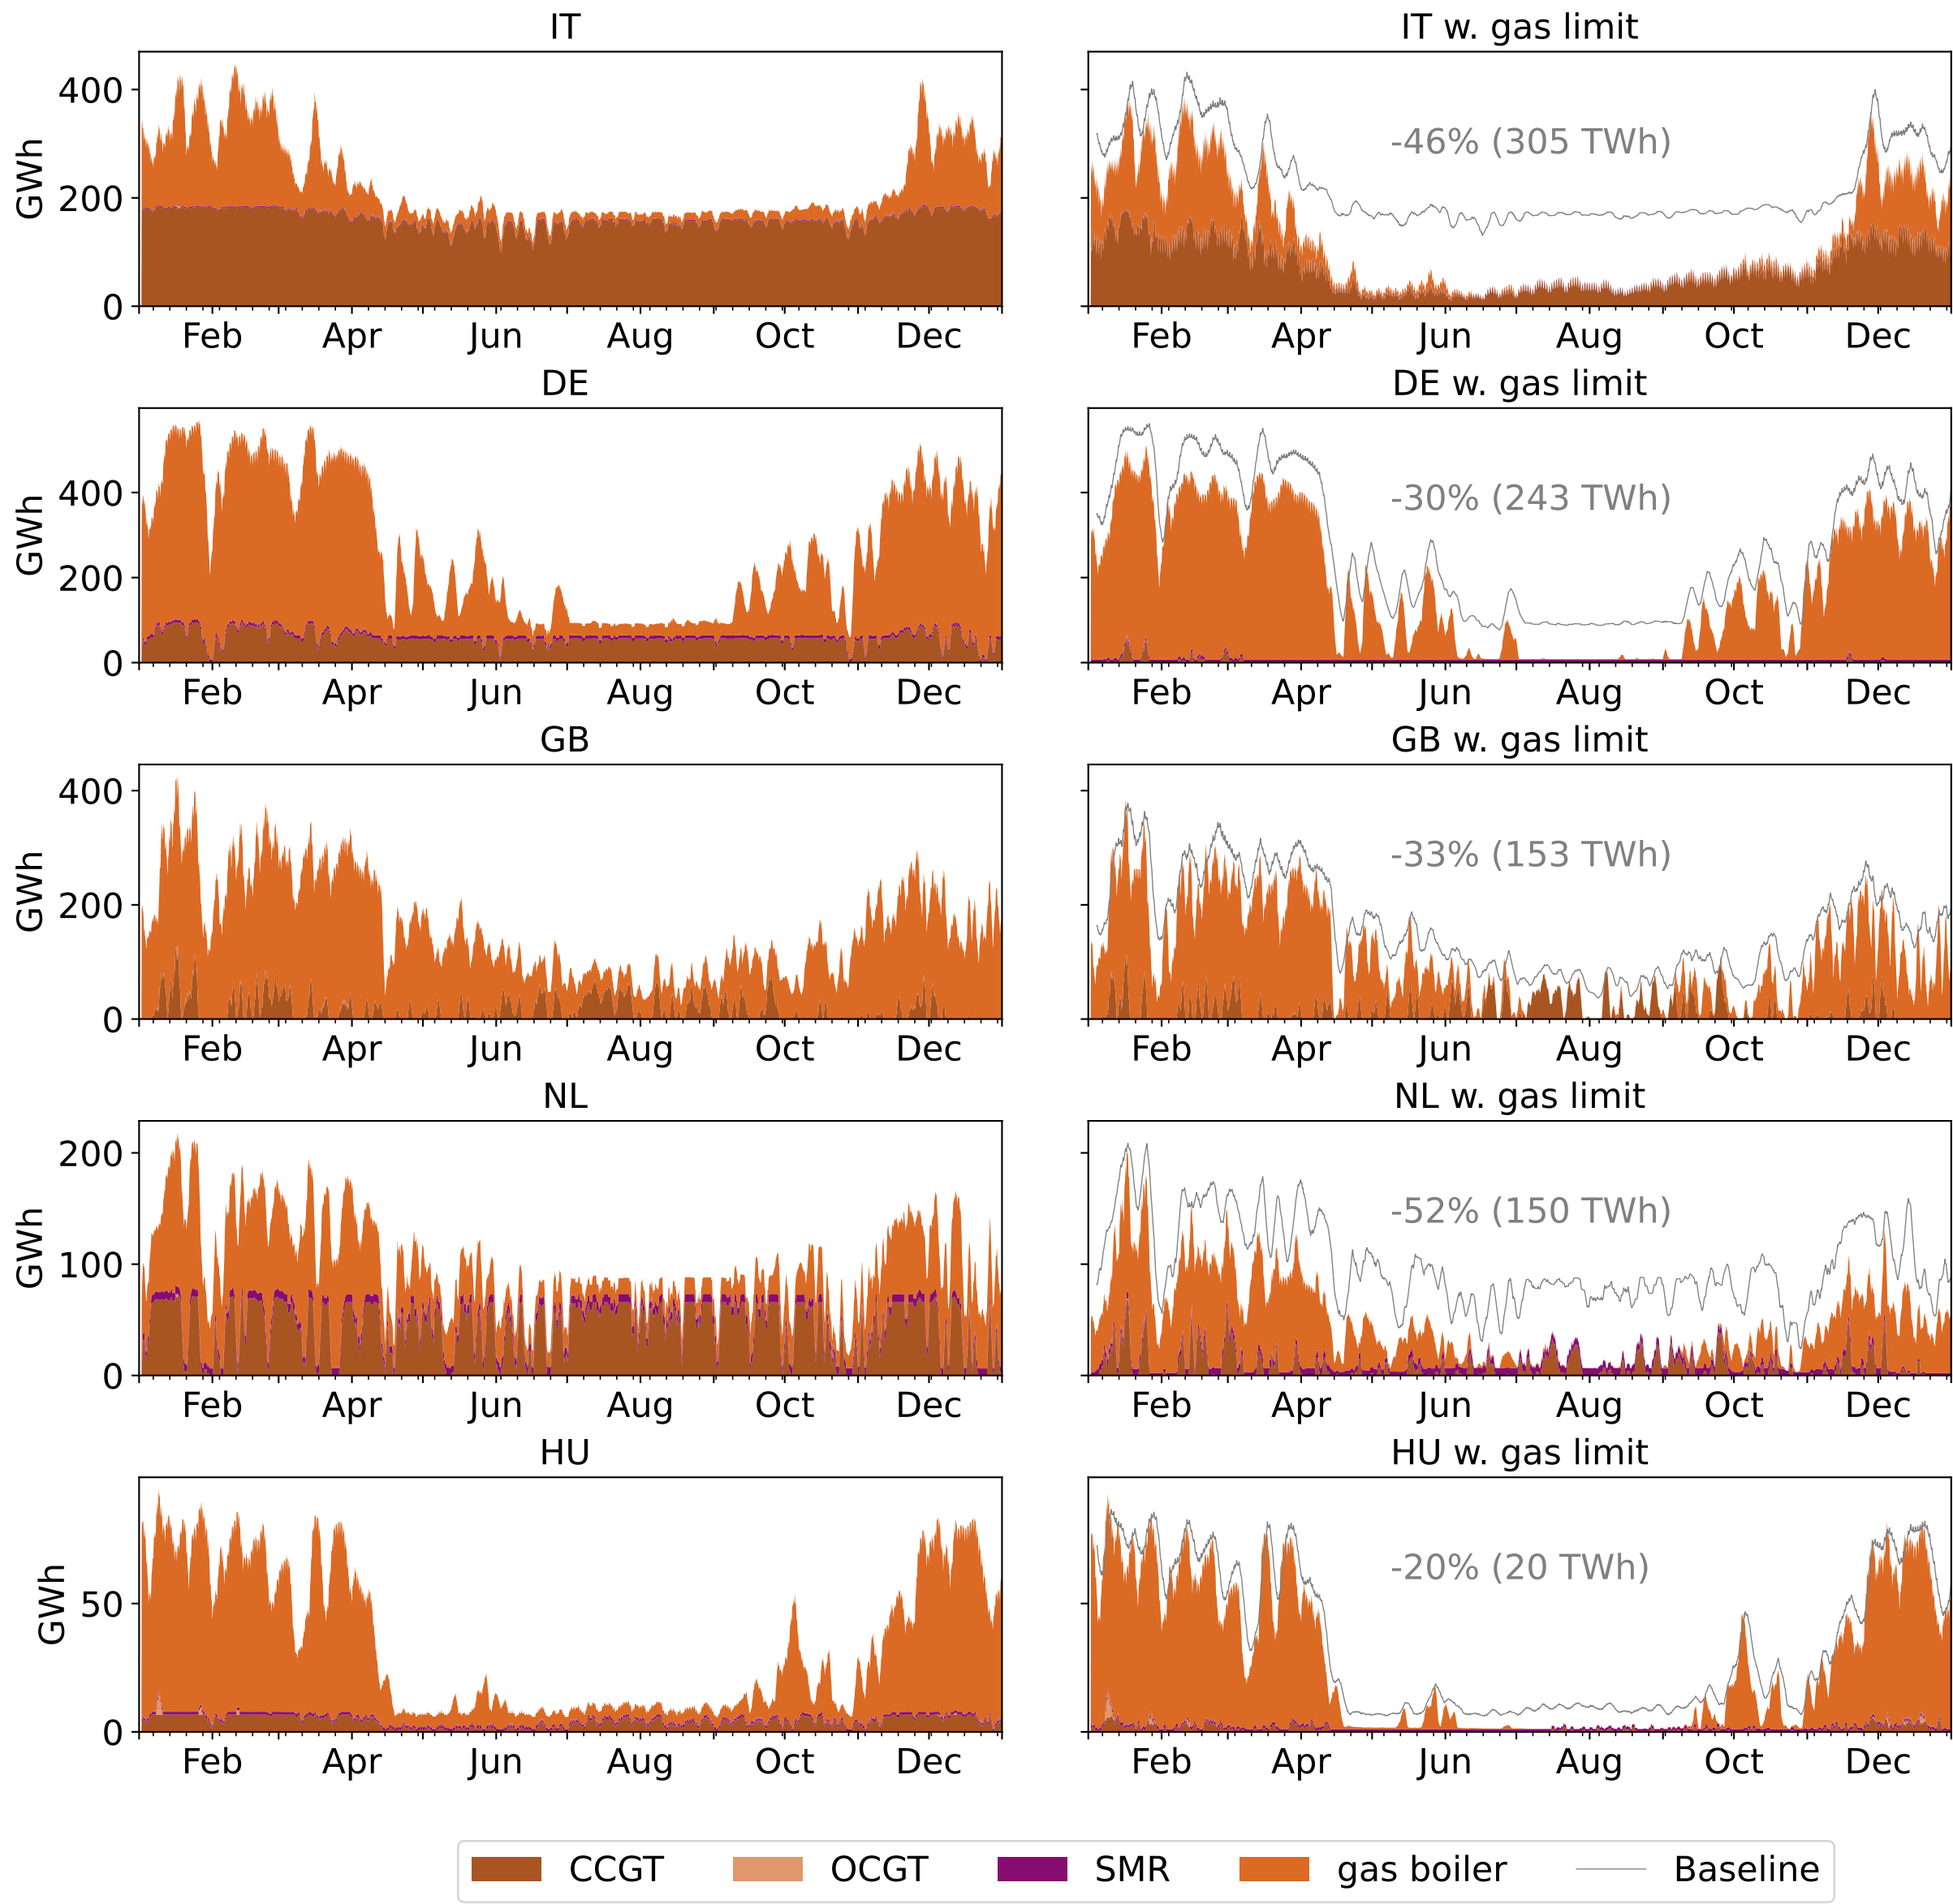 IT
IT w. gas limit
GWh
400
200
0
-46% (305 TWh)
Feb Apr Jun Aug Oct Dec
Feb Apr Jun Aug Oct Dec
DE
DE w. gas limit
GWh
400
200
0
-30% (243 TWh)
Feb Apr Jun Aug Oct Dec
Feb Apr Jun Aug Oct Dec
GB
GB w. gas limit
GWh
400
200
0
-33% (153 TWh)
Feb Apr Jun Aug Oct Dec
Feb Apr Jun Aug Oct Dec
NL
NL w. gas limit
GWh
200
100
0
-52% (150 TWh)
Feb Apr Jun Aug Oct Dec
Feb Apr Jun Aug Oct Dec
HU
HU w. gas limit
GWh
50
0
-20% (20 TWh)
Feb Apr Jun Aug Oct Dec
Feb Apr Jun Aug Oct Dec
CCGT OCGT SMR gas boiler Baseline